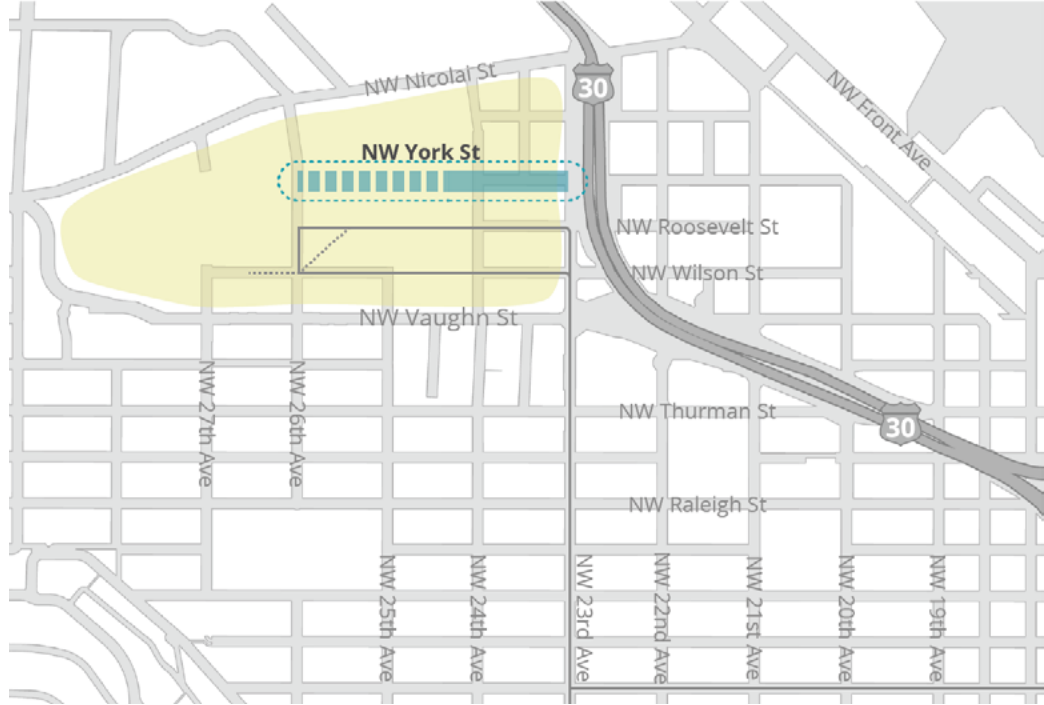 NW Nicolai St
30
NW Front Ave
NW York St
NW Roosevelt St
NW Wilson St
NW Vaughn St
NW 27th Ave
NW 26th Ave
NW Thurman St
30
NW Raleigh St
NW 25th Ave
NW 24th Ave
NW 23rd Ave
NW 22nd Ave
NW 21st Ave
NW 20th Ave
NW 19th Ave